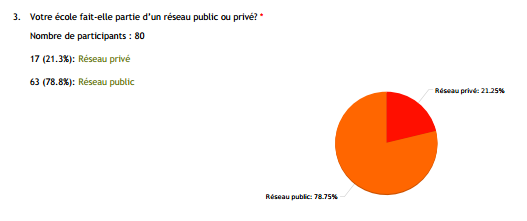 3. Votre école fait-elle partie d'un réseau public ou privé? *
Nombre de participants : 80
17 (21.3%): Réseau privé
63 (78.8%): Réseau public
Réseau privé: 21.25%
Réseau public: 78.75%